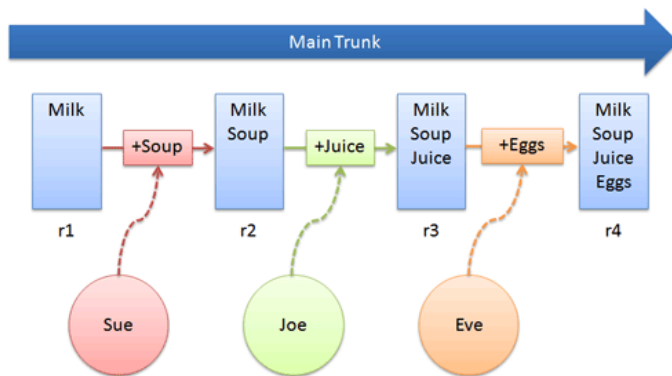 Main Trunk
Milk
+Soup
Milk
Soup
+Juice
Milk
Soup
Juice
+Eggs
Milk
Soup
Juice
Eggs
r1
r2
r3
r4
Sue
Joe
Eve